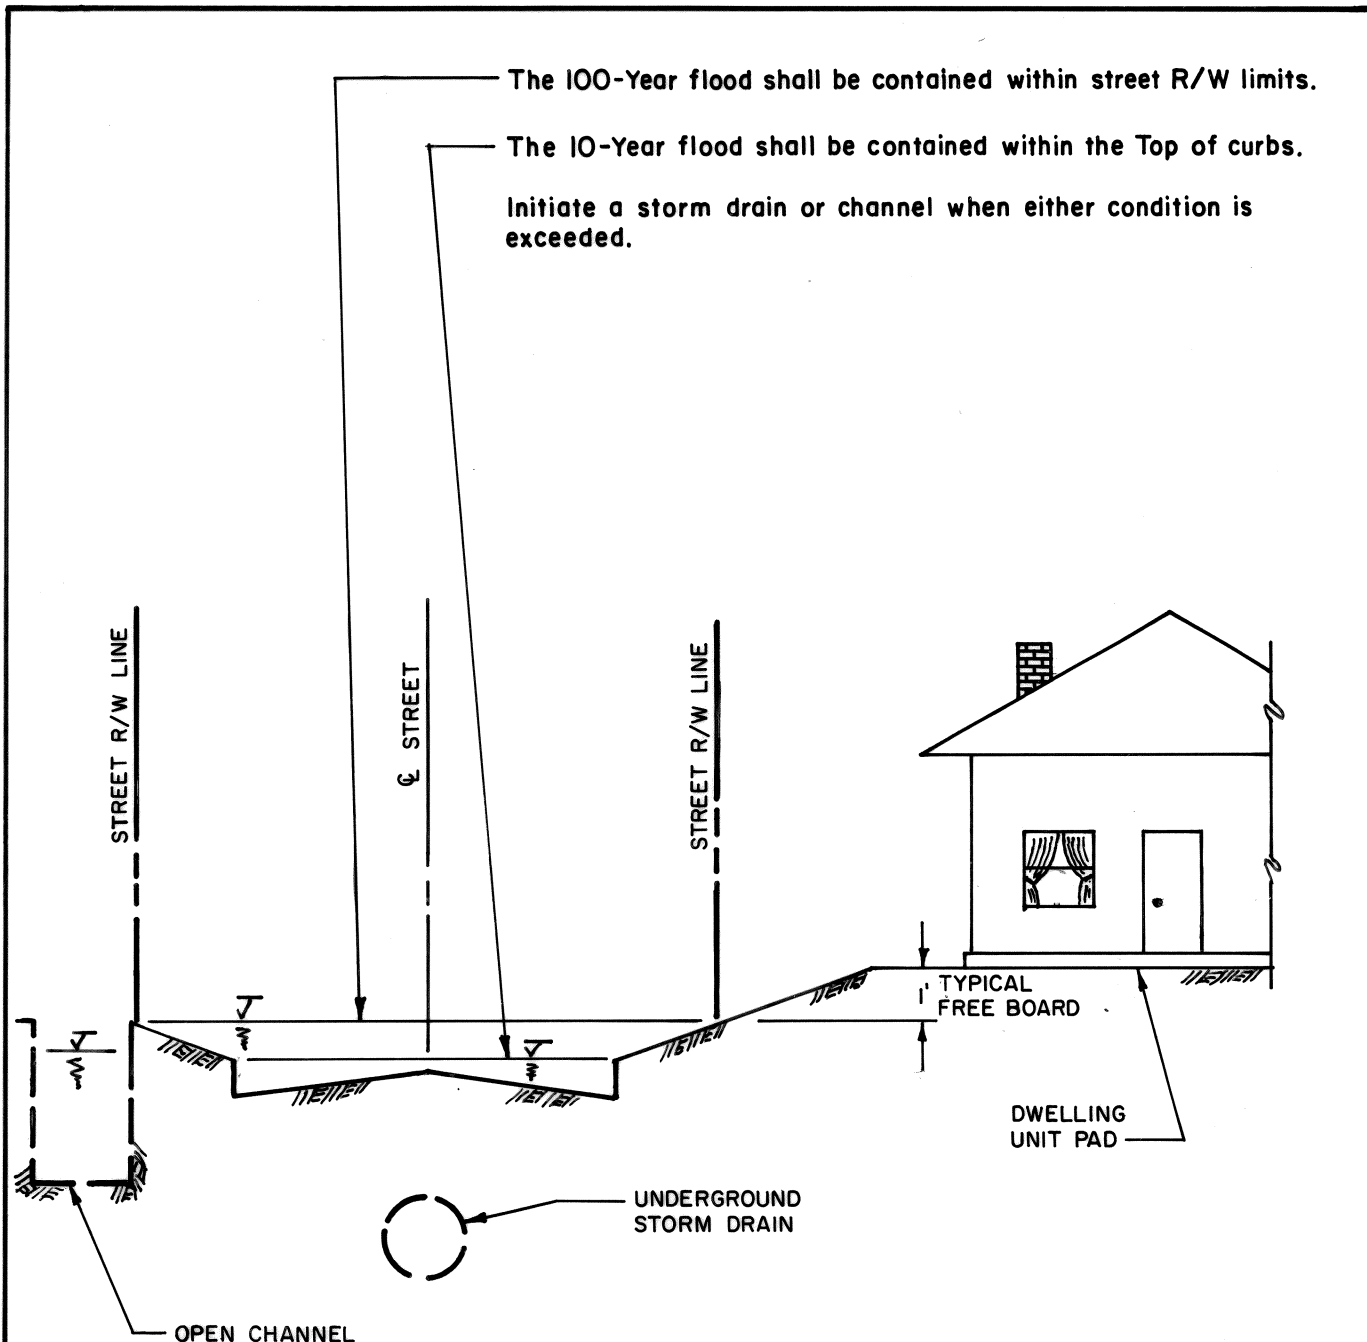 The 100-Year flood shall be contained within street R/W limits.
The 10-Year flood shall be contained within the Top of curbs.
Initiate a storm drain or channel when either condition is
exceeded.
STREET R/W LINE
℄ STREET
STREET R/W LINE
1' TYPICAL
FREE BOARD
DWELLING
UNIT PAD
UNDERGROUND
STORM DRAIN
OPEN CHANNEL